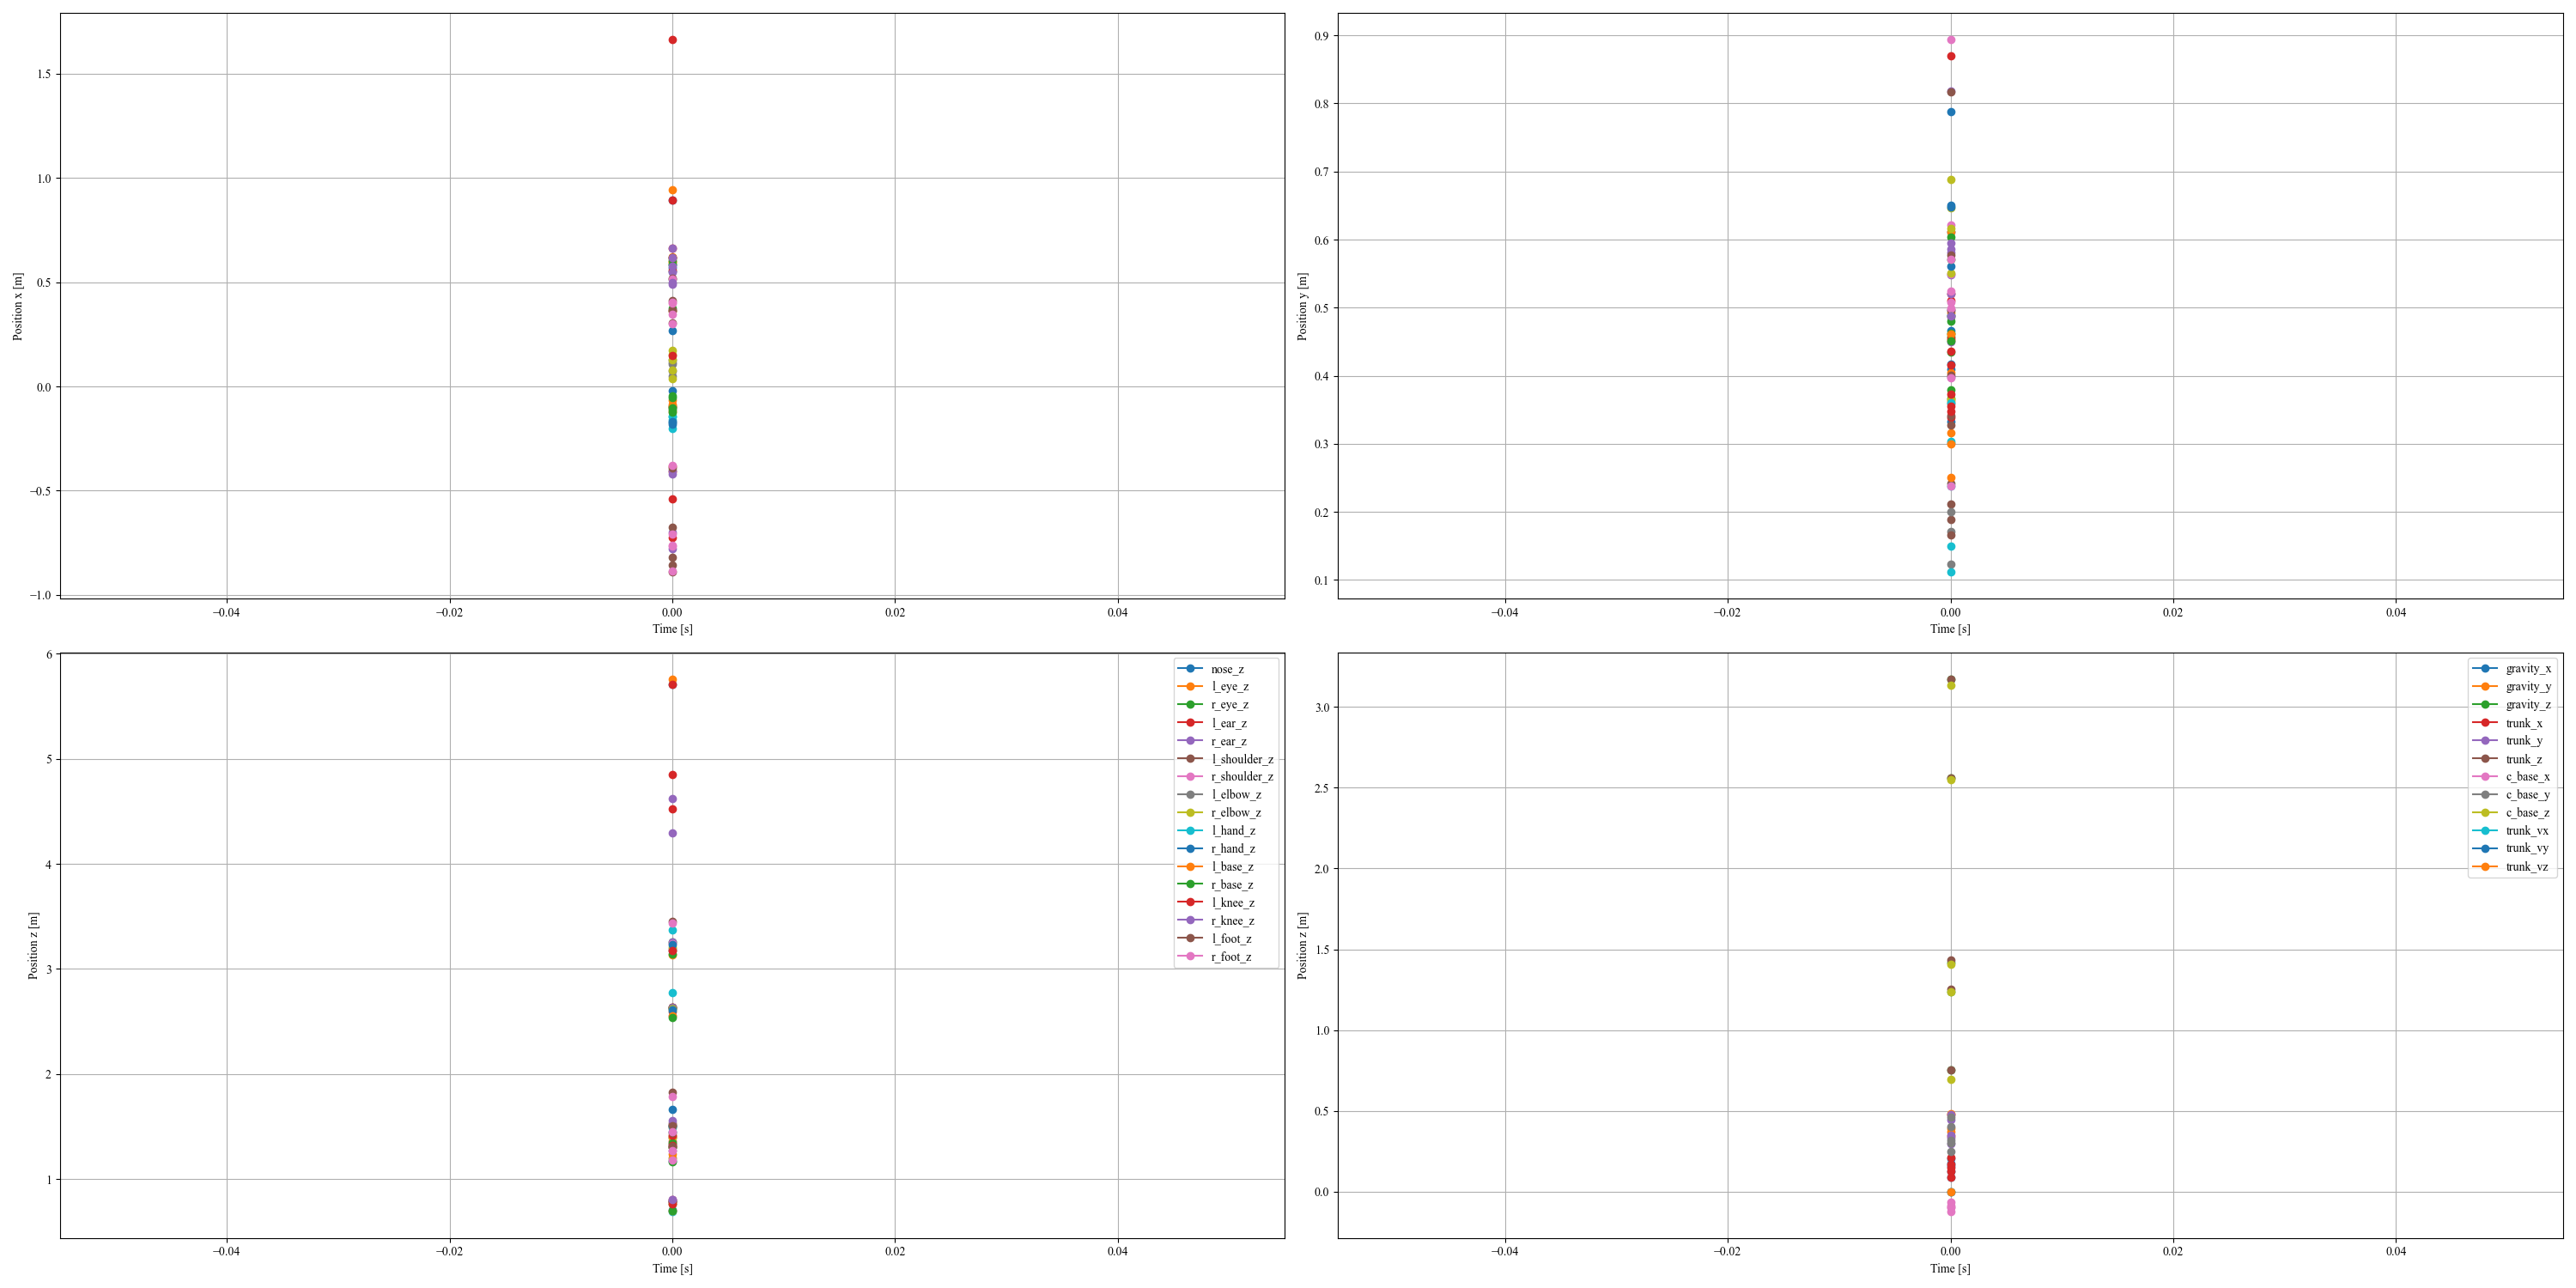 1.5
1.0
0.5
0.0
−0.5
−1.0
Position x [m]
−0.04
−0.02
0.00
0.02
0.04
Time [s]
0.9
0.8
0.7
0.6
0.5
0.4
0.3
0.2
0.1
Position y [m]
−0.04
−0.02
0.00
0.02
0.04
Time [s]
6
5
4
3
2
1
Position z [m]
nose_z
l_eye_z
r_eye_z
l_ear_z
r_ear_z
l_shoulder_z
r_shoulder_z
l_elbow_z
r_elbow_z
l_hand_z
r_hand_z
l_base_z
r_base_z
l_knee_z
r_knee_z
l_foot_z
r_foot_z
−0.04
−0.02
0.00
0.02
0.04
Time [s]
3.0
2.5
2.0
1.5
1.0
0.5
0.0
Position z [m]
gravity_x
gravity_y
gravity_z
trunk_x
trunk_y
trunk_z
c_base_x
c_base_y
c_base_z
trunk_vx
trunk_vy
trunk_vz
−0.04
−0.02
0.00
0.02
0.04
Time [s]